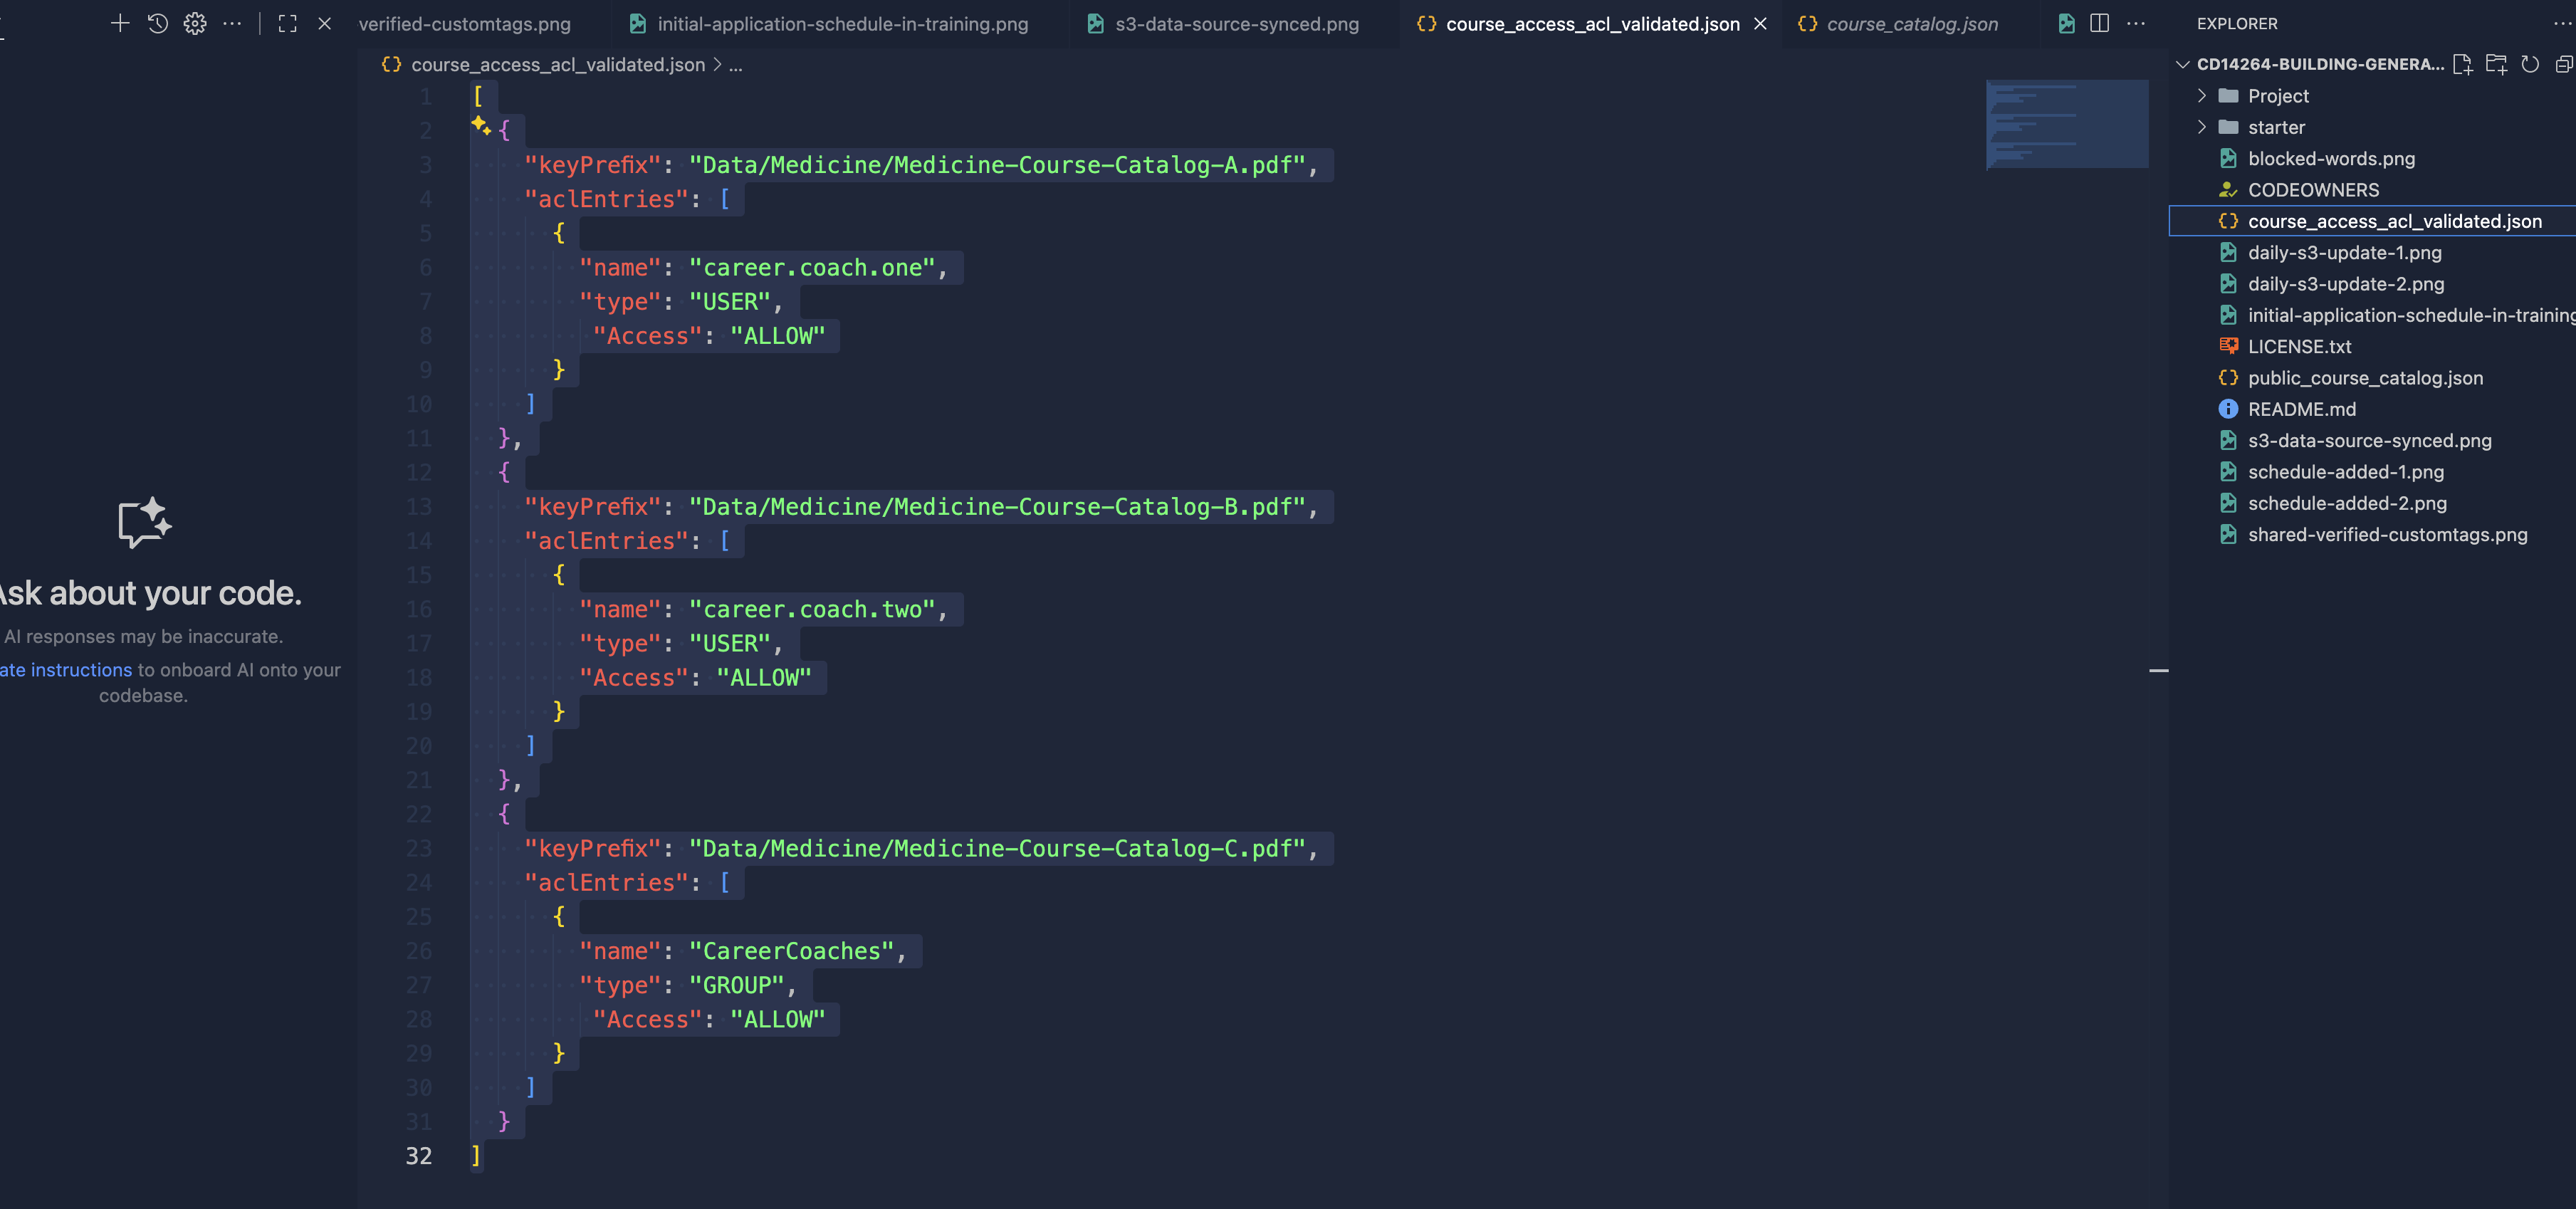 verified-customtags.png
initial-application-schedule-in-training.png
s3-data-source-synced.png
course_access_acl_validated.json
course_catalog.json
course_access_acl_validated.json > ...
1 [
2 {
3 "keyPrefix": "Data/Medicine/Medicine-Course-Catalog-A.pdf",
4 "aclEntries": [
5 {
6 "name": "career.coach.one",
7 "type": "USER",
8 "Access": "ALLOW"
9 }
10 ]
11 },
12 {
13 "keyPrefix": "Data/Medicine/Medicine-Course-Catalog-B.pdf",
14 "aclEntries": [
15 {
16 "name": "career.coach.two",
17 "type": "USER",
18 "Access": "ALLOW"
19 }
20 ]
21 },
22 {
23 "keyPrefix": "Data/Medicine/Medicine-Course-Catalog-C.pdf",
24 "aclEntries": [
25 {
26 "name": "CareerCoaches",
27 "type": "GROUP",
28 "Access": "ALLOW"
29 }
30 ]
31 }
32 ]
Ask about your code.
AI responses may be inaccurate.
ate instructions to onboard AI onto your
codebase.
EXPLORER
CD14264-BUILDING-GENERA...
Project
starter
blocked-words.png
CODEOWNERS
course_access_acl_validated.json
daily-s3-update-1.png
daily-s3-update-2.png
initial-application-schedule-in-training
LICENSE.txt
public_course_catalog.json
README.md
s3-data-source-synced.png
schedule-added-1.png
schedule-added-2.png
shared-verified-customtags.png